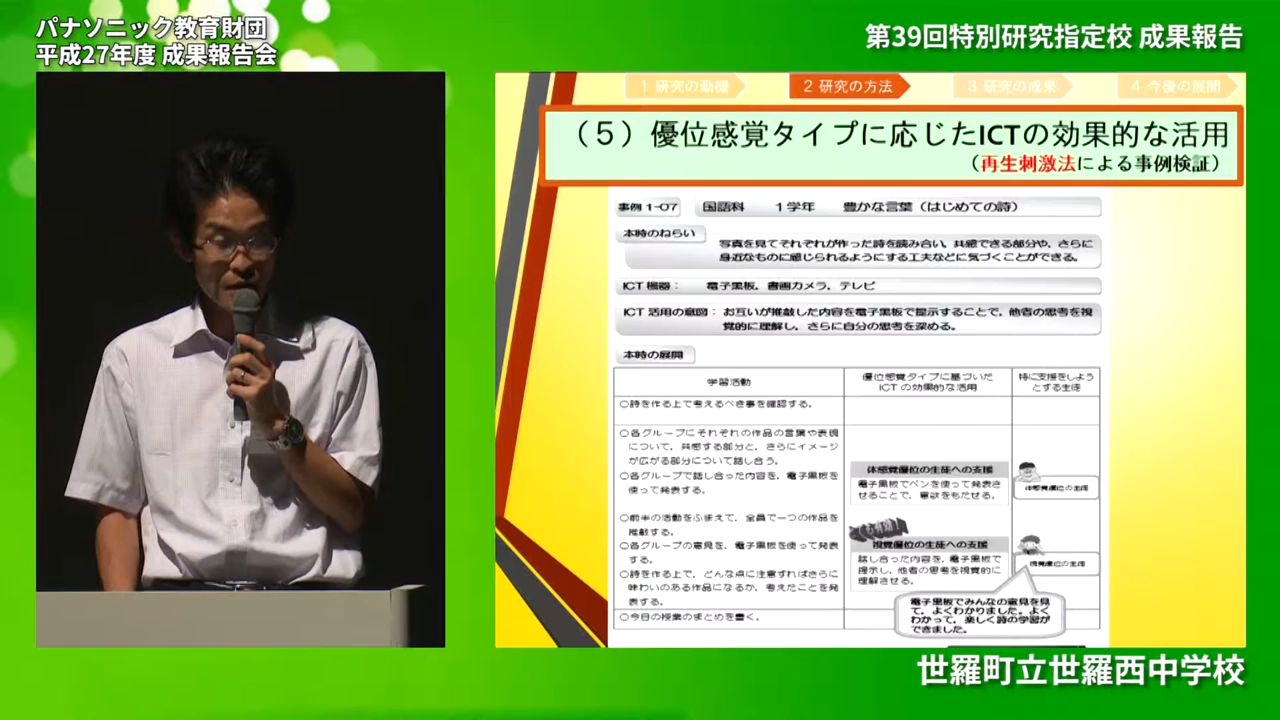 パナソニック教育財団
平成27年度 成果報告会
第39回特別研究指定校 成果報告
1 研究の動機
2 研究の方法
3 研究の成果
4 今後の展開
（５）優位感覚タイプに応じたICTの効果的な活用
（再生刺激法による事例検証）
事例 1-07
国語科 1学年 豊かな言葉（はじめての詩）
本時のねらい
写真を見てそれぞれが作った詩を読み合い、共感できる部分や、さらに
身近なものに感じられるようにする工夫などに気づくことができる。
ICT 機器： 電子黒板、書画カメラ、テレビ
ICT 活用の意図： お互いが推敲した内容を電子黒板で提示することで、他者の思考を視
覚的に理解し、さらに自分の思考を深める。
本時の展開
学習活動
優位感覚タイプに基づいた
ICT の効果的な活用
特に支援をしよう
とする生徒
○詩を作る上で考えるべき事を確認する。
○各グループにそれぞれの作品の言葉や表現
について、共感する部分と、さらにイメージ
が広がる部分について話し合う。
○各グループで話し合った内容を、電子黒板を
使って発表する。
体感覚優位の生徒への支援
電子黒板でペンを使って発表さ
せることで、意欲をもたせる。
体感覚優位の生徒
○前半の活動をふまえて、全員で一つの作品を
推敲する。
○各グループの意見を、電子黒板を使って発表
する。
○詩を作る上で、どんな点に注意すればさらに
味わいのある作品になるか、考えたことを発
表する。
視覚優位の生徒への支援
話し合った内容を、電子黒板で
提示し、他者の思考を視覚的に
理解させる。
視覚優位の生徒
○今日の授業のまとめを書く。
電子黒板でみんなの意見を見
て、よくわかりました。よく
わかって、楽しく詩の学習が
できました。
世羅町立世羅西中学校